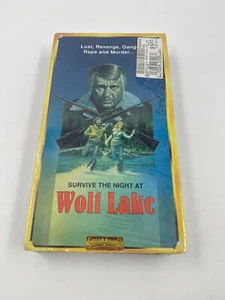 Lust, Revenge, Gang
Rape and Murder...
SURVIVE THE NIGHT AT
Wolf Lake